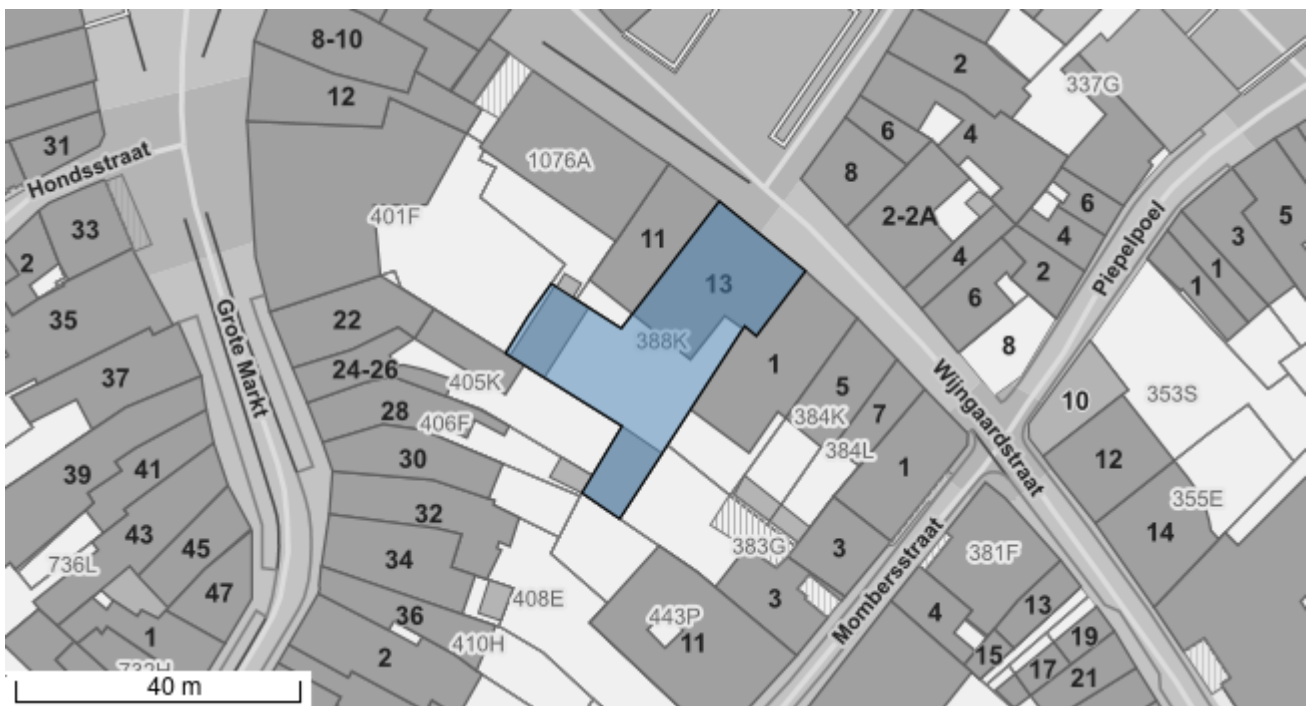 8-10
2
337G
12
6
4
31
1076A
8
Hondsstraat
6
5
401F
11
2-2A
33
4
3
2
4
2
1
13
1
Piepelpoel
6
35
22
388K
8
Grote Markt
24-26
1
37
405K
5
Wijngaardstraat
353S
10
28
384K
7
406F
41
384L
12
30
1
39
355E
32
43
45
14
3
383G
381F
736L
34
47
408E
3
Mombersstraat
13
36
443P
4
19
1
410H
11
2
15
17
732H
21
40 m